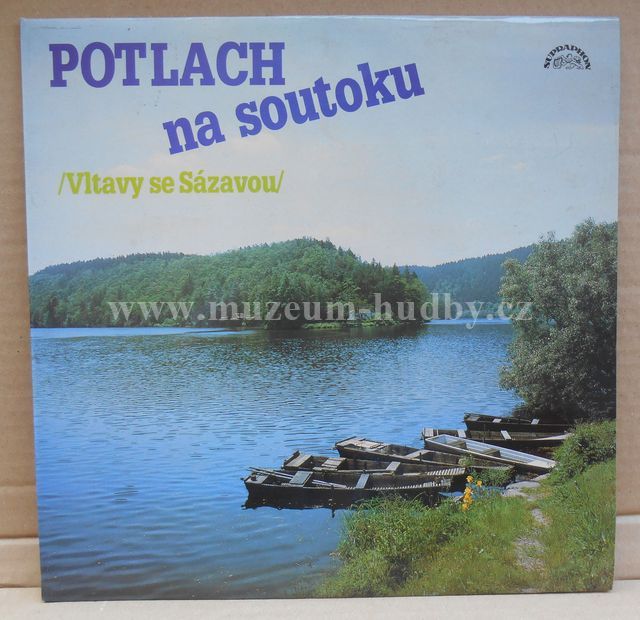 POTLACH
na soutoku
/Vltavy se Sázavou/
SUPRAPHON
www.muzeum-hudby.cz